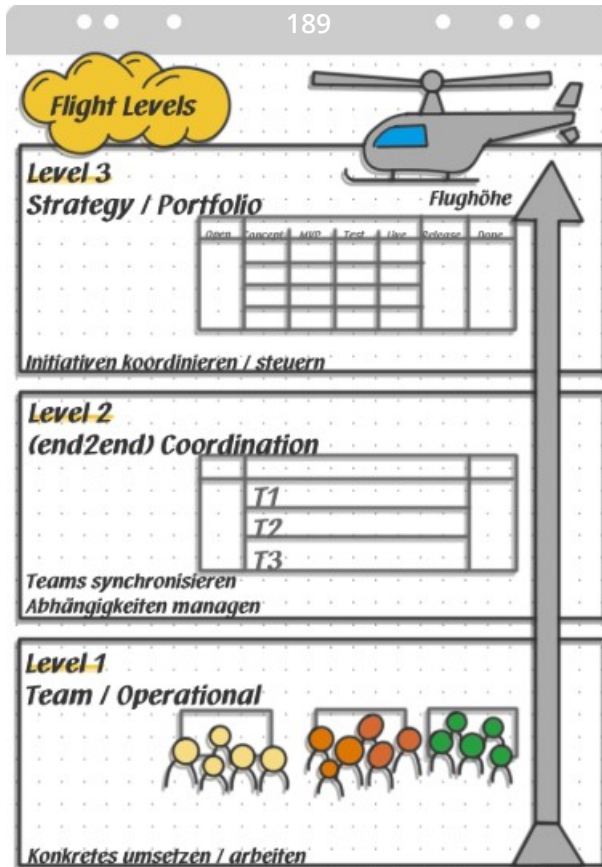 189
Flight Levels
Level 3
Strategy / Portfolio
Flughöhe
Open Concept MVP Test Live Release Done
Initiativen koordinieren / steuern
Level 2
(end2end) Coordination
T1
T2
T3
Teams synchronisieren
Abhängigkeiten managen
Level 1
Team / Operational
Konkretes umsetzen / arbeiten